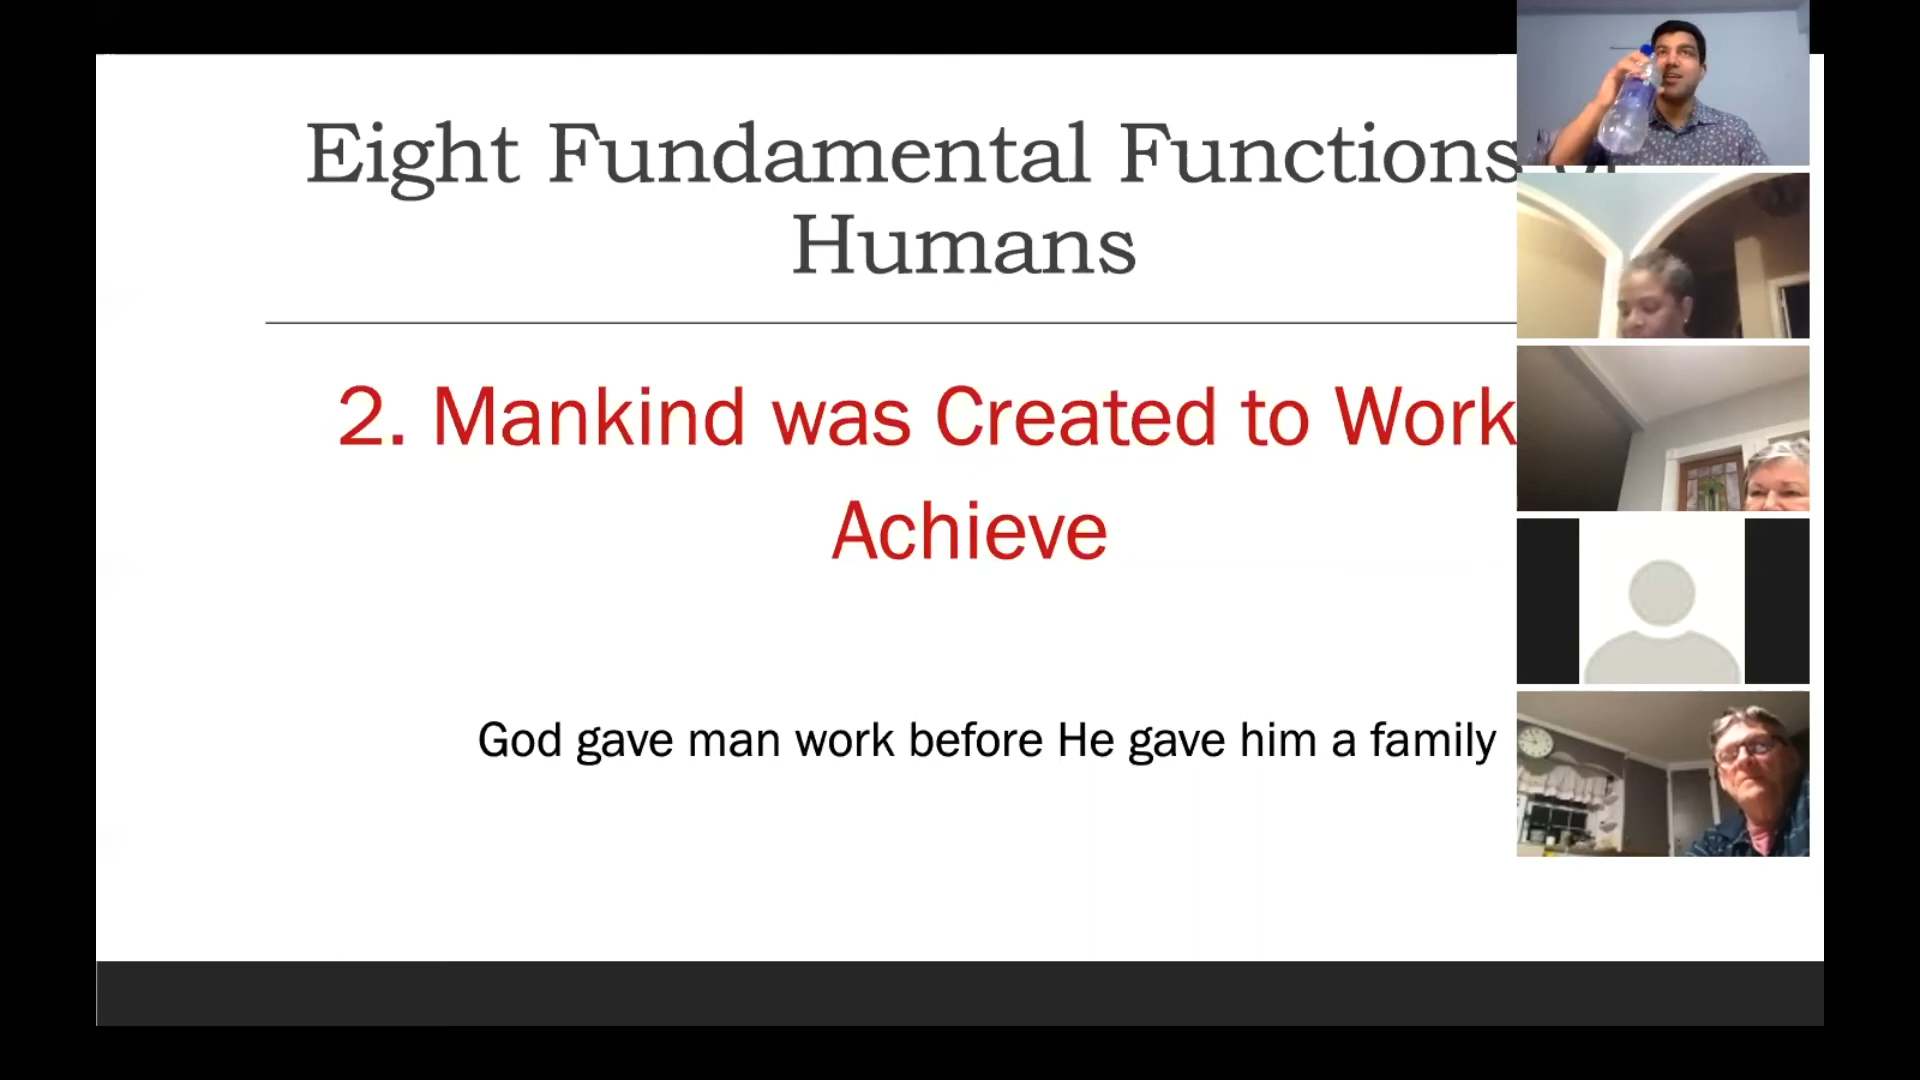 Eight Fundamental Functions
Humans
2. Mankind was Created to Work
Achieve
God gave man work before He gave him a family